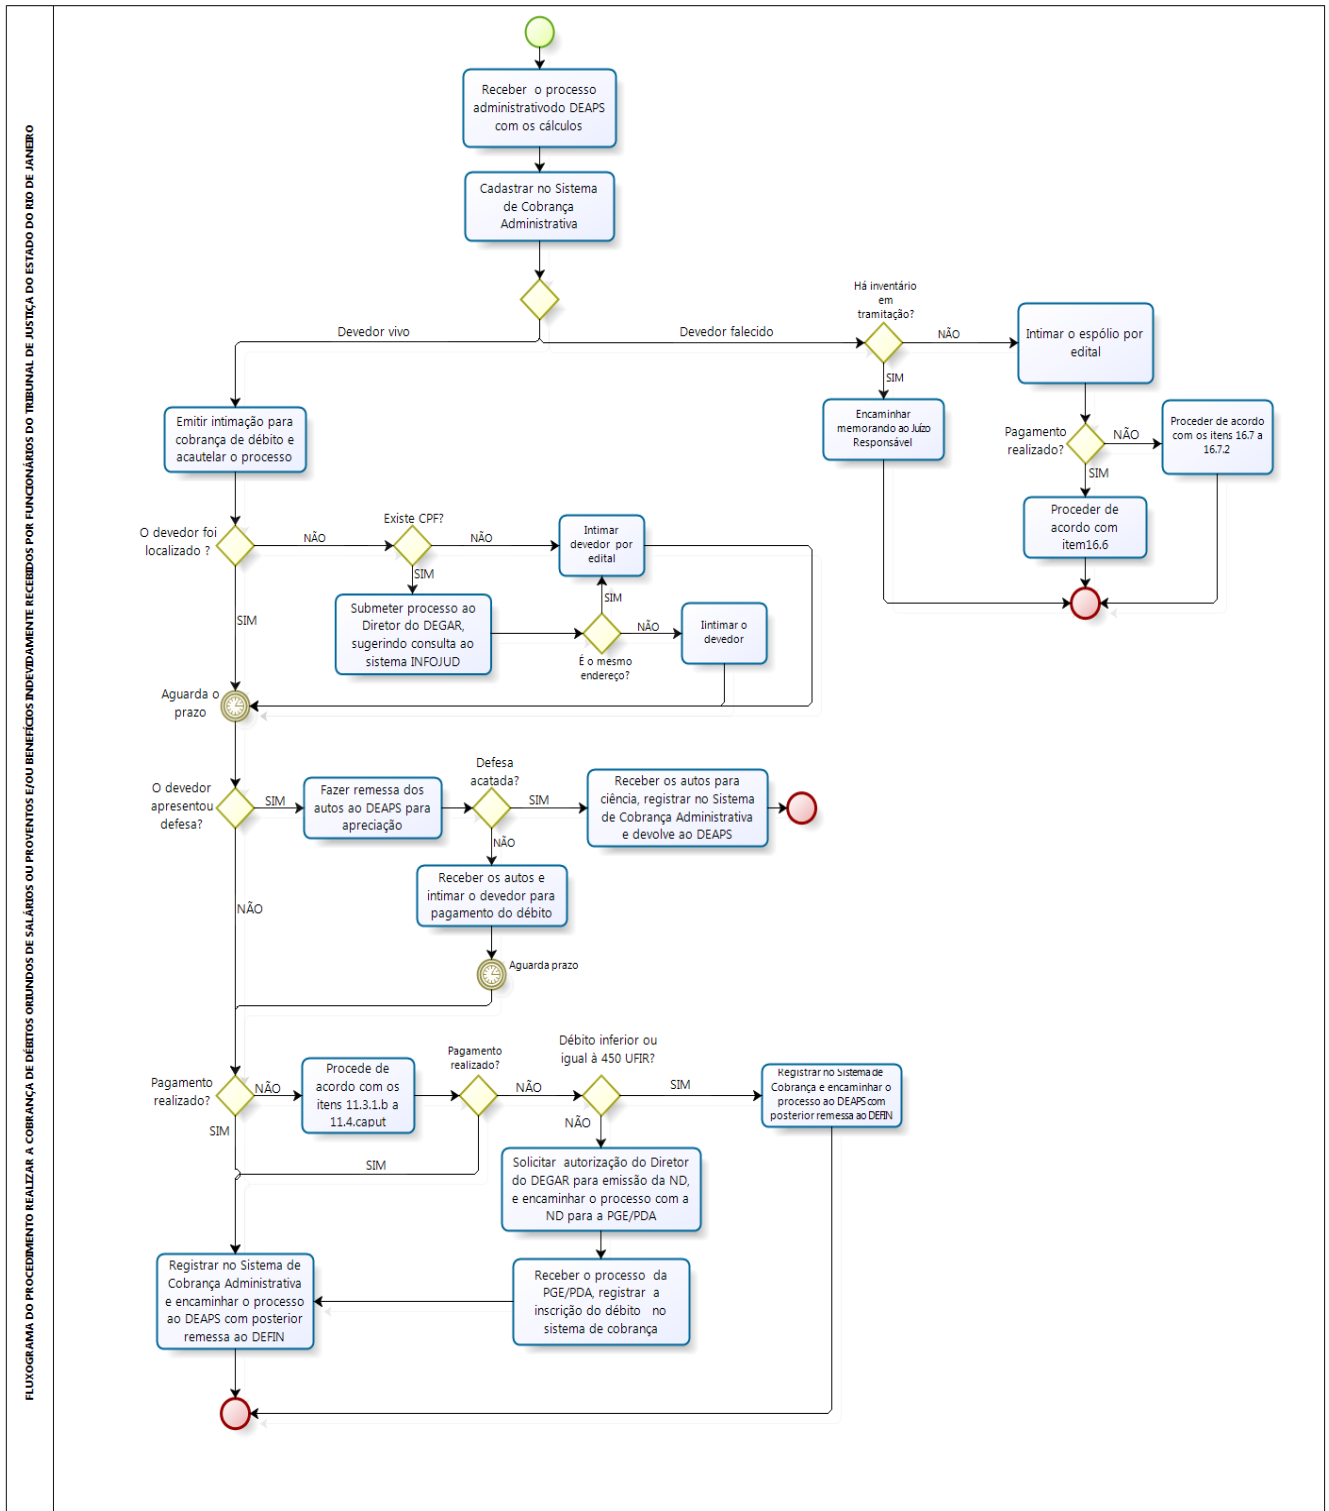 FLUXOGRAMA DO PROCEDIMENTO REALIZAR A COBRANÇA DE DÉBITOS ORIUNDOS DE SALÁRIOS OU PROVENTOS E/OU BENEFÍCIOS INDEVIDAMENTE RECEBIDOS POR FUNCIONÁRIOS DO TRIBUNAL DE JUSTIÇA DO ESTADO DO RIO DE JANEIRO
Receber o processo
administrativodo DEAPS
com os cálculos
Cadastrar no Sistema
de Cobrança
Administrativa
Devedor vivo
Devedor falecido
Há inventário
em
tramitação?
NÃO
SIM
Intimar o espólio por
edital
Encaminhar
memorando ao Juízo
Responsável
Pagamento
realizado?
NÃO
SIM
Proceder de acordo
com os itens 16.7 a
16.7.2
Proceder de
acordo com
item16.6
Emitir intimação para
cobrança de débito e
acautelar o processo
O devedor foi
localizado ?
NÃO
SIM
Existe CPF?
NÃO
SIM
Intimar
devedor por
edital
Submeter processo ao
Diretor do DEGAR,
sugerindo consulta ao
sistema INFOJUD
SIM
NÃO
É o mesmo
endereço?
Iintimar o
devedor
Aguarda o
prazo
O devedor
apresentou
defesa?
SIM
NÃO
Fazer remessa dos
autos ao DEAPS para
apreciação
Defesa
acatada?
SIM
NÃO
Receber os autos para
ciência, registrar no Sistema
de Cobrança Administrativa
e devolve ao DEAPS
Receber os autos e
intimar o devedor para
pagamento do débito
Aguarda prazo
Pagamento
realizado?
NÃO
SIM
Procede de
acordo com os
itens 11.3.1.b a
11.4.caput
Pagamento
realizado?
NÃO
SIM
Débito inferior ou
igual à 450 UFIR?
SIM
NÃO
Registrar no Sistema de
Cobrança e encaminhar o
processo ao DEAPS com
posterior remessa ao DEFIN
Solicitar autorização do Diretor
do DEGAR para emissão da ND,
e encaminhar o processo com a
ND para a PGE/PDA
Receber o processo da
PGE/PDA, registrar a
inscrição do débito no
sistema de cobrança
Registrar no Sistema de
Cobrança Administrativa
e encaminhar o processo
ao DEAPS com posterior
remessa ao DEFIN